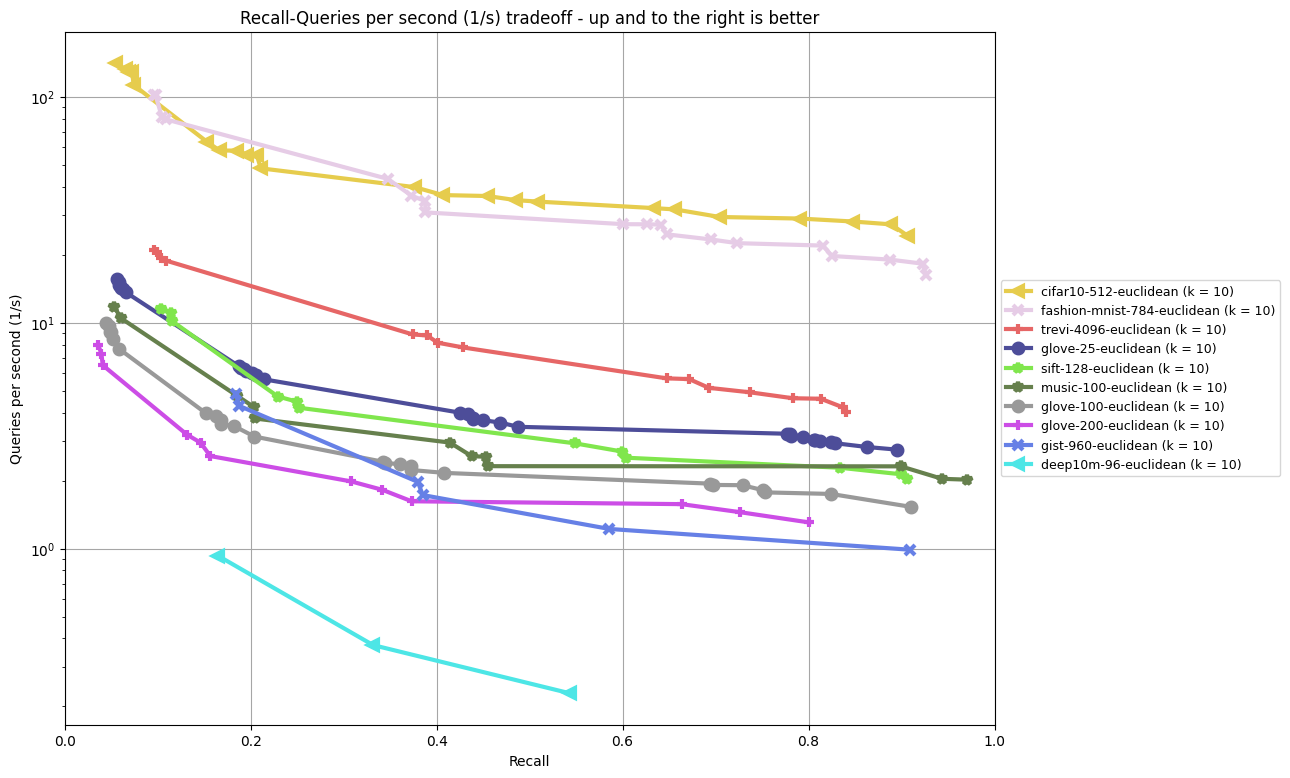 Recall-Queries per second (1/s) tradeoff - up and to the right is better
Queries per second (1/s)
10²
10¹
10⁰
0.0 0.2 0.4 0.6 0.8 1.0
Recall
cifar10-512-euclidean (k = 10)
fashion-mnist-784-euclidean (k = 10)
trevi-4096-euclidean (k = 10)
glove-25-euclidean (k = 10)
sift-128-euclidean (k = 10)
music-100-euclidean (k = 10)
glove-100-euclidean (k = 10)
glove-200-euclidean (k = 10)
gist-960-euclidean (k = 10)
deep10m-96-euclidean (k = 10)